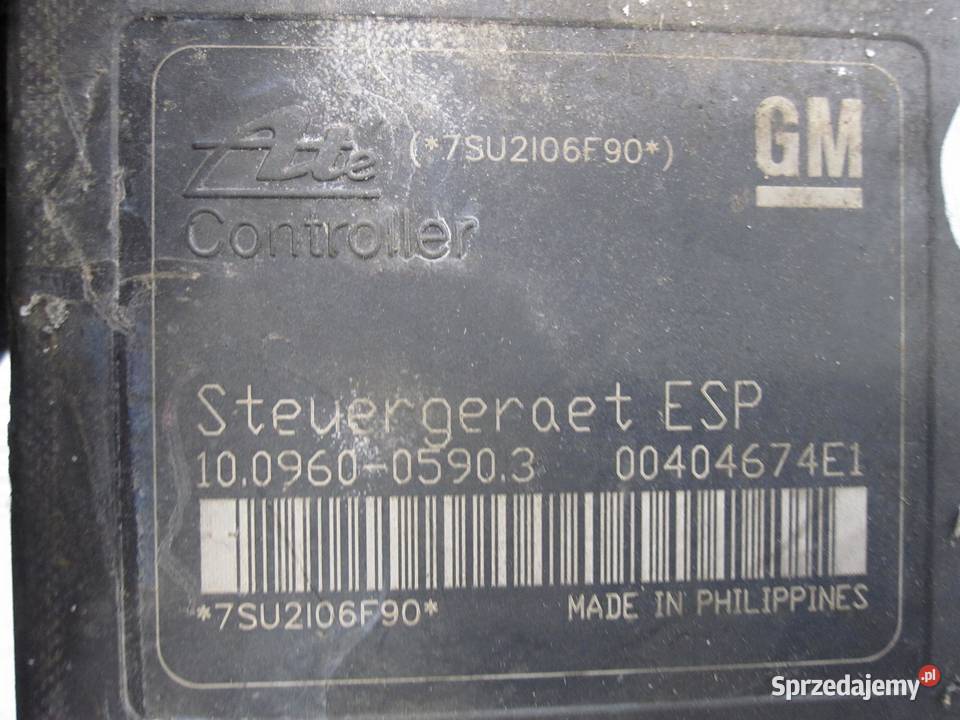 Ate (*7SU2I06F90*)
GM
Controller
Steuergeraet ESP
10.0960-0590.3 00404674E1
*7SU2I06F90*
MADE IN PHILIPPINES
Sprzedajemy.pl